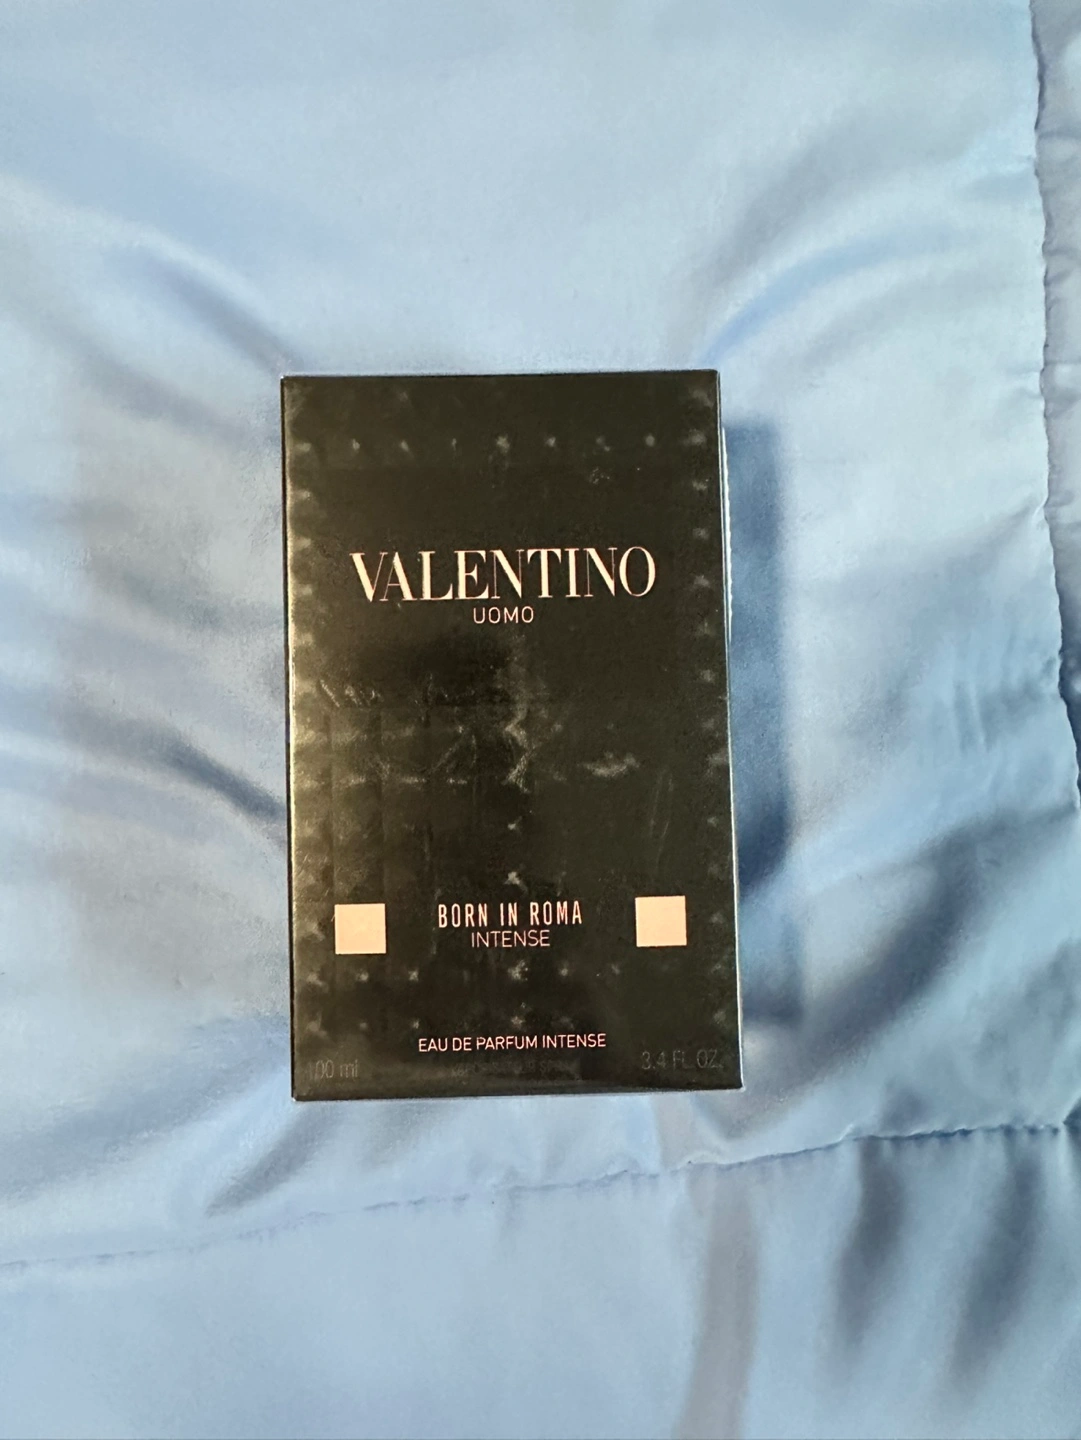 VALENTINO
UOMO
BORN IN ROMA
INTENSE
EAU DE PARFUM INTENSE
100 ml
3.4 FL. OZ.